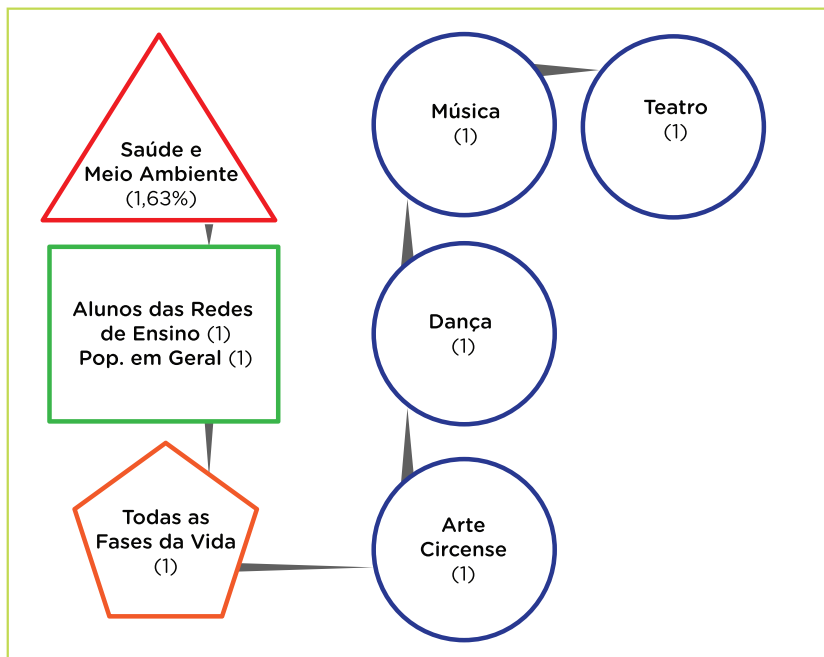 Saúde e
Meio Ambiente
(1,63%)
Alunos das Redes
de Ensino (1)
Pop. em Geral (1)
Todas as
Fases da Vida
(1)
Arte
Circense
(1)
Dança
(1)
Música
(1)
Teatro
(1)